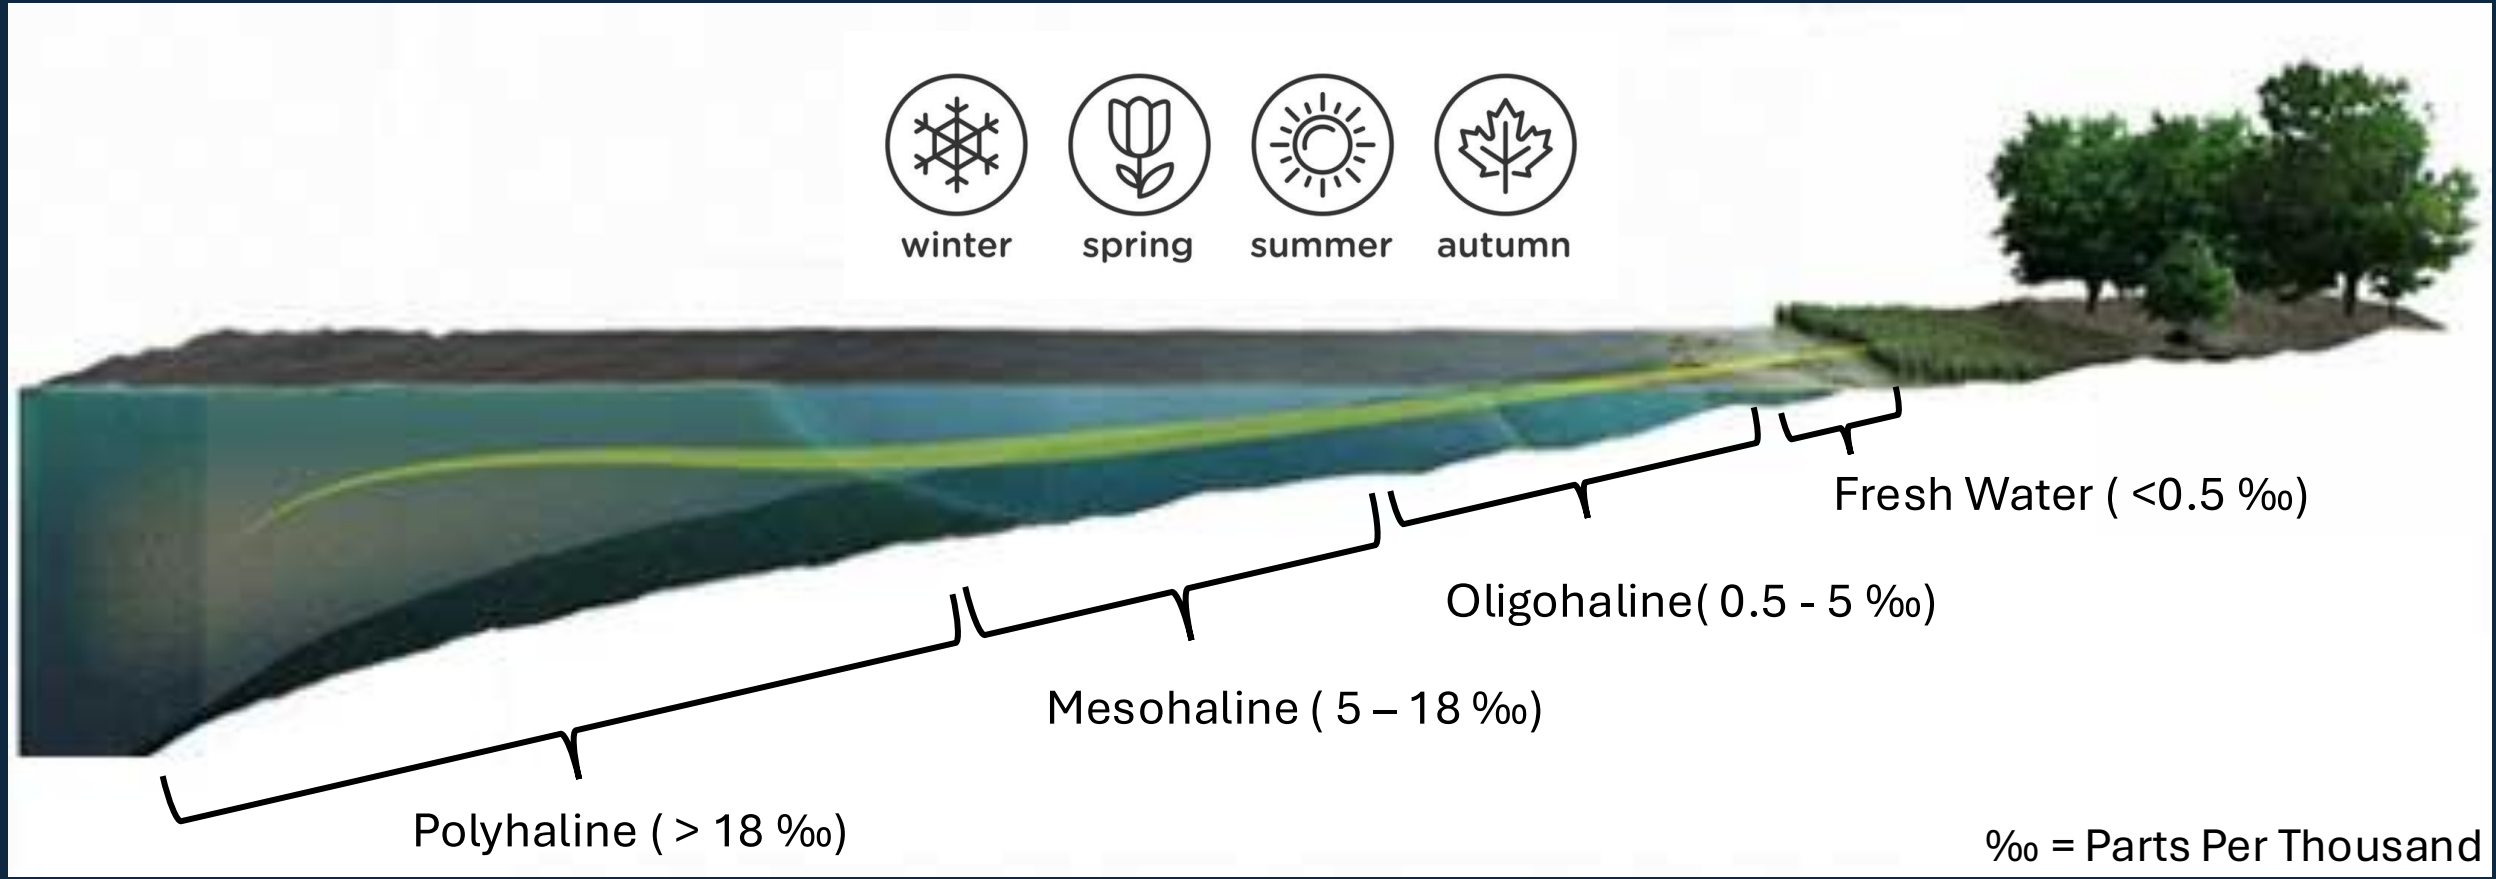 winter spring summer autumn
Fresh Water ( <0.5 ‰)
Oligohaline( 0.5 - 5 ‰)
Mesohaline ( 5 – 18 ‰)
Polyhaline ( > 18 ‰)
‰ = Parts Per Thousand